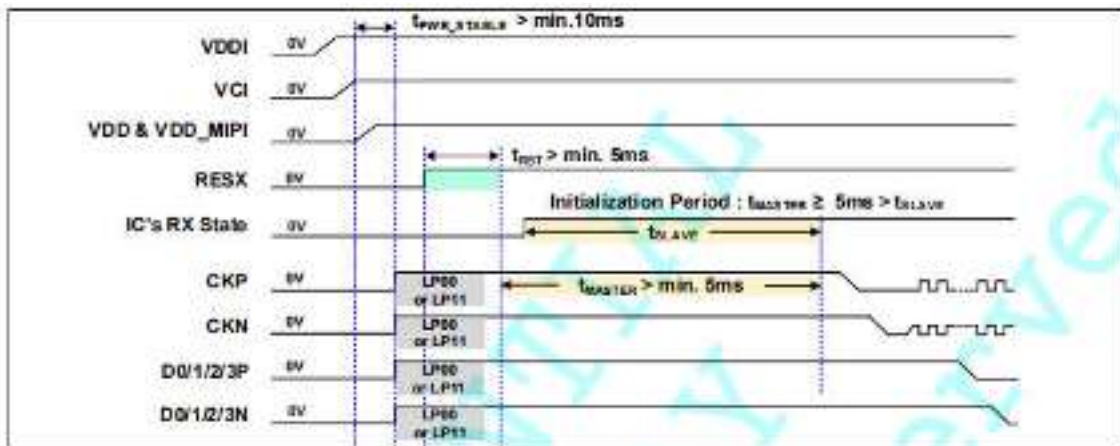 tPWR_STABLE > min.10ms
VDDI 0V
VCI 0V
VDD & VDD_MIPI 0V
tRST > min. 5ms
RESX 0V
Initialization Period : tMASTER ≥ 5ms > tSLAVE
IC's RX State 0V
tSLAVE
CKP 0V
LP00
or LP11
tMASTER > min. 5ms
CKN 0V
LP00
or LP11
D0/1/2/3P 0V
LP00
or LP11
D0/1/2/3N 0V
LP00
or LP11